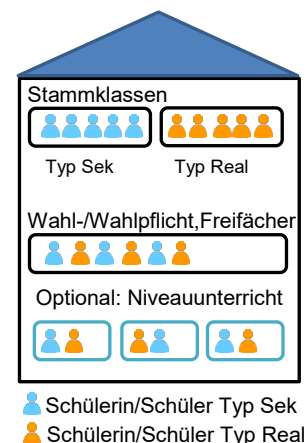 Stammklassen
Typ Sek Typ Real
Wahl-/Wahlpflicht,Freifächer
Optional: Niveauunterricht
Schülerin/Schüler Typ Sek
Schülerin/Schüler Typ Real